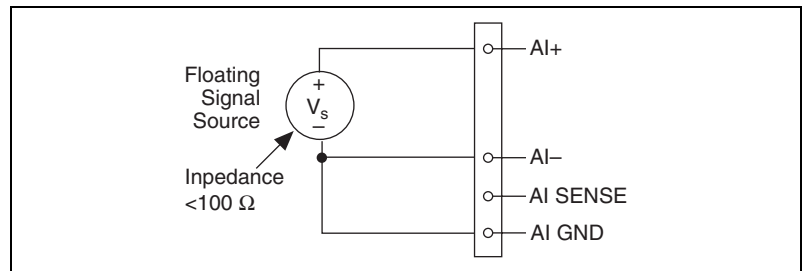 AI+
Floating
Signal
Source
+
Vs
–
AI–
Inpedance
<100 Ω
AI SENSE
AI GND